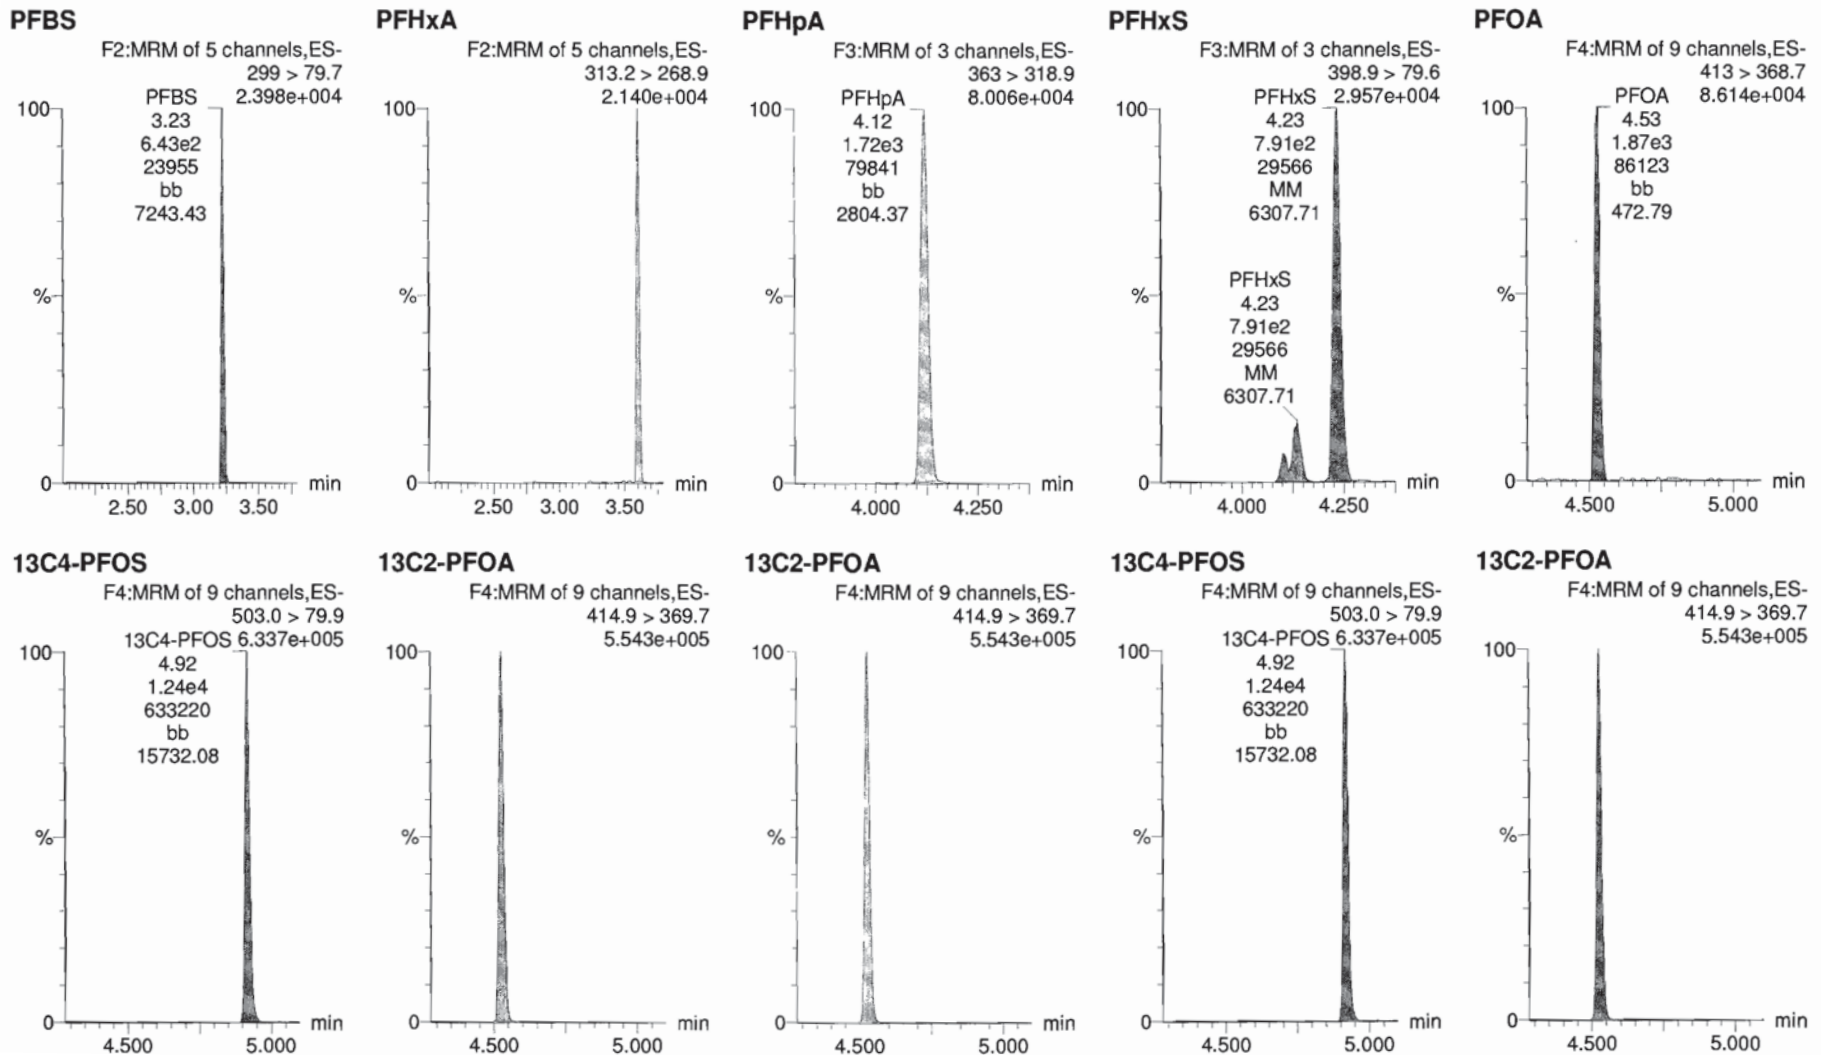 PFBS
F2:MRM of 5 channels,ES-
299 > 79.7
PFBS 2.398e+004
3.23
6.43e2
23955
bb
7243.43
100
%
0
2.50 3.00 3.50
min
PFHxA
F2:MRM of 5 channels,ES-
313.2 > 268.9
2.140e+004
100
%
0
2.50 3.00 3.50
min
PFHpA
F3:MRM of 3 channels,ES-
363 > 318.9
PFHpA 8.006e+004
4.12
1.72e3
79841
bb
2804.37
100
%
0
4.000 4.250
min
PFHxS
F3:MRM of 3 channels,ES-
398.9 > 79.6
PFHxS 2.957e+004
4.23
7.91e2
29566
MM
6307.71
PFHxS
4.23
7.91e2
29566
MM
6307.71
100
%
0
4.000 4.250
min
PFOA
F4:MRM of 9 channels,ES-
413 > 368.7
PFOA 8.614e+004
4.53
1.87e3
86123
bb
472.79
100
%
0
4.500 5.000
min
13C4-PFOS
F4:MRM of 9 channels,ES-
503.0 > 79.9
13C4-PFOS 6.337e+005
4.92
1.24e4
633220
bb
15732.08
100
%
0
4.500 5.000
min
13C2-PFOA
F4:MRM of 9 channels,ES-
414.9 > 369.7
5.543e+005
100
%
0
4.500 5.000
min
13C2-PFOA
F4:MRM of 9 channels,ES-
414.9 > 369.7
5.543e+005
100
%
0
4.500 5.000
min
13C4-PFOS
F4:MRM of 9 channels,ES-
503.0 > 79.9
13C4-PFOS 6.337e+005
4.92
1.24e4
633220
bb
15732.08
100
%
0
4.500 5.000
min
13C2-PFOA
F4:MRM of 9 channels,ES-
414.9 > 369.7
5.543e+005
100
%
0
4.500 5.000
min